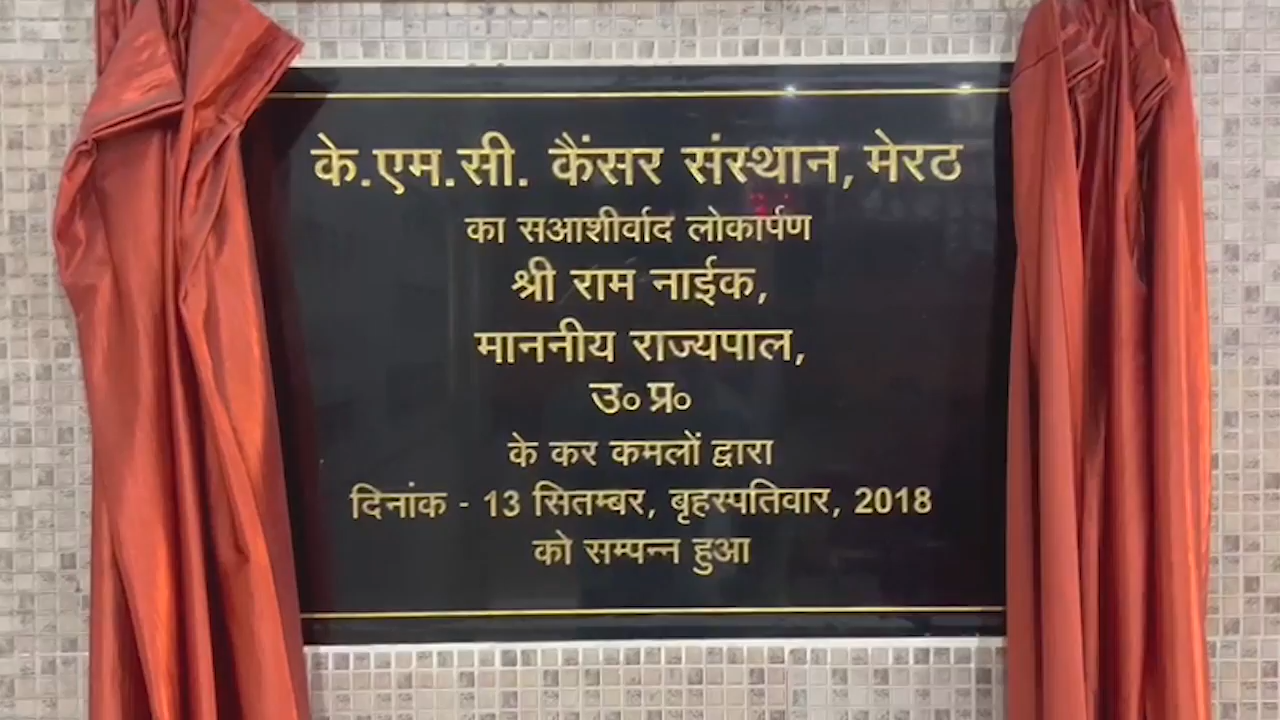 के.एम.सी. कैंसर संस्थान, मेरठ
का सआशीर्वाद लोकार्पण
श्री राम नाईक,
माननीय राज्यपाल,
उ० प्र०
के कर कमलों द्वारा
दिनांक - 13 सितम्बर, बृहस्पतिवार, 2018
को सम्पन्न हुआ